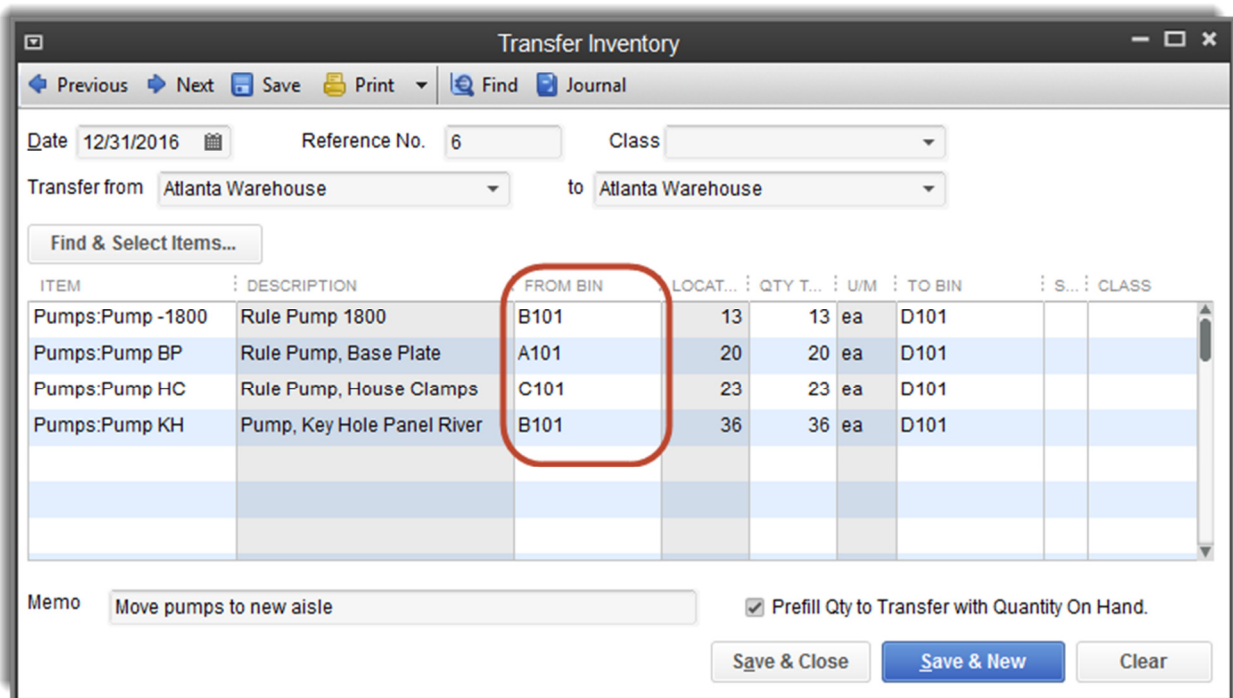 Transfer Inventory
Previous Next Save Print Find Journal
Date 12/31/2016 Reference No. 6 Class
Transfer from Atlanta Warehouse to Atlanta Warehouse
Find & Select Items...
ITEM DESCRIPTION FROM BIN LOCAT... QTY T... U/M TO BIN S... CLASS
Pumps:Pump -1800 Rule Pump 1800 B101 13 13 ea D101
Pumps:Pump BP Rule Pump, Base Plate A101 20 20 ea D101
Pumps:Pump HC Rule Pump, House Clamps C101 23 23 ea D101
Pumps:Pump KH Pump, Key Hole Panel River B101 36 36 ea D101
Memo Move pumps to new aisle Prefill Qty to Transfer with Quantity On Hand.
Save & Close Save & New Clear